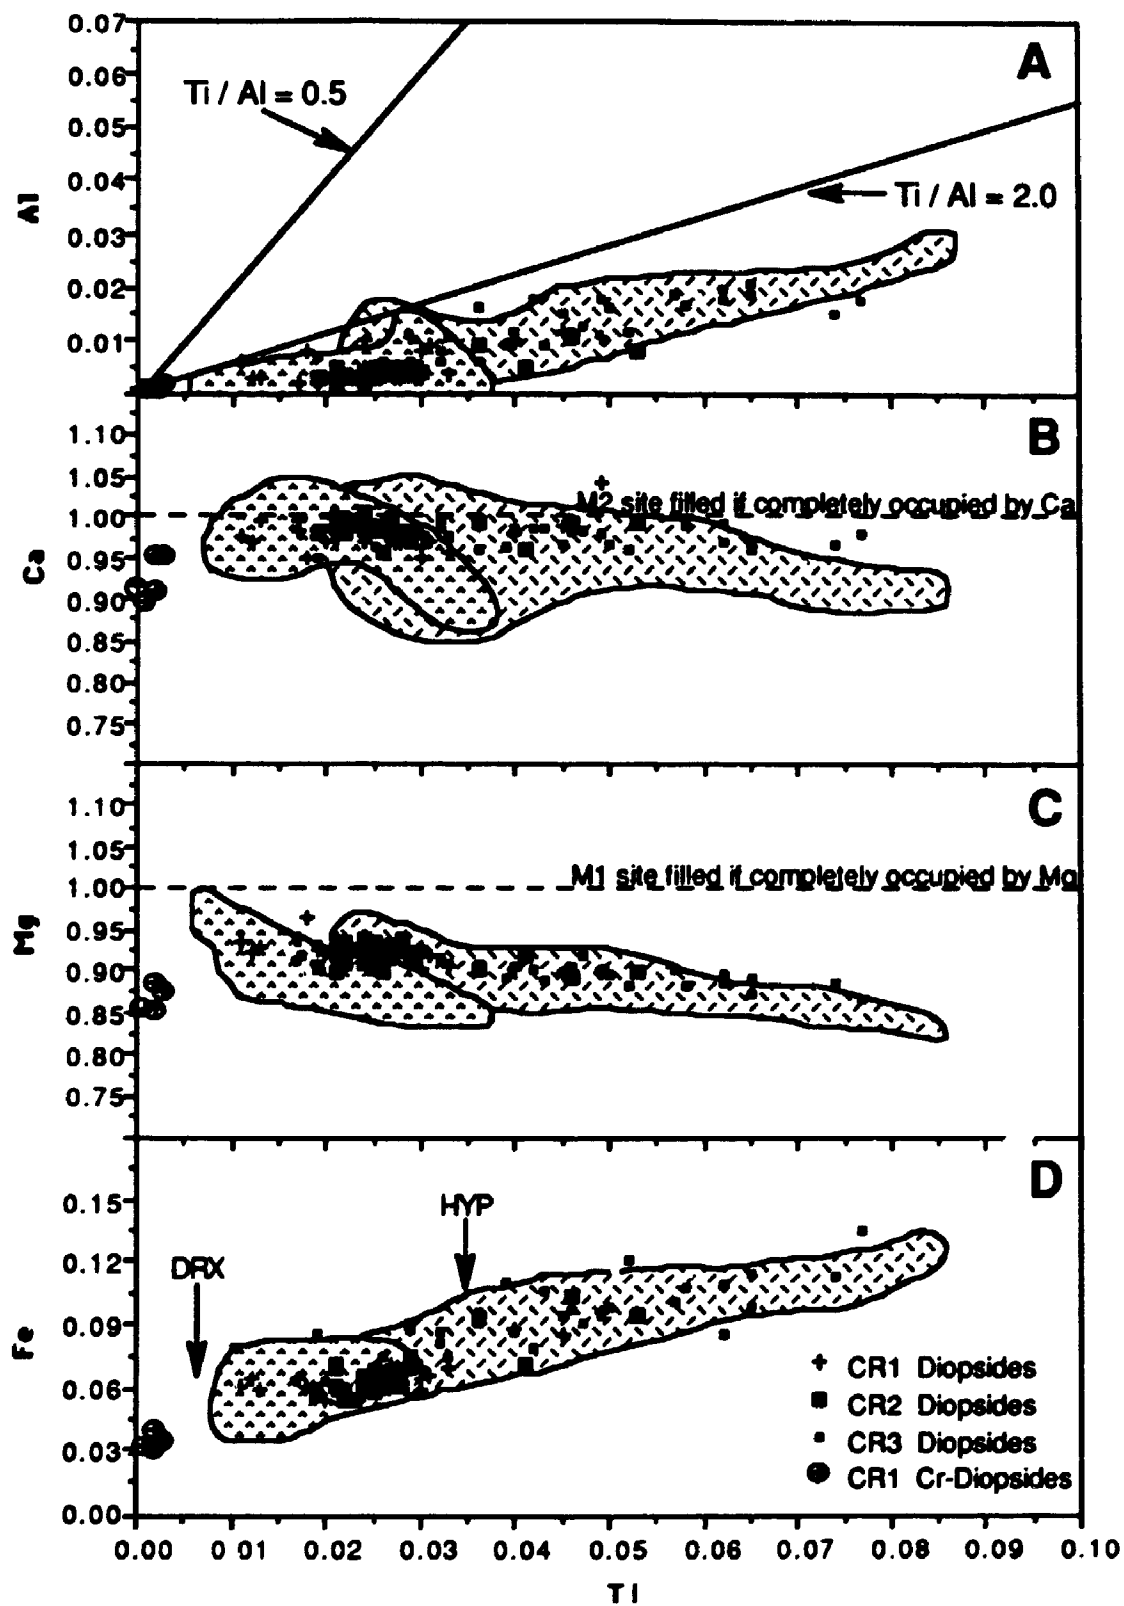 A
0.07
0.06
0.05
0.04
0.03
0.02
0.01
Al
Ti / Al = 0.5
Ti / Al = 2.0
B
1.10
1.05
1.00
0.95
0.90
0.85
0.80
0.75
Ca
M2 site filled if completely occupied by Ca
C
1.10
1.05
1.00
0.95
0.90
0.85
0.80
0.75
Mg
M1 site filled if completely occupied by Mg
D
0.15
0.12
0.09
0.06
0.03
0.00
Fe
HYP
DRX
CR1 Diopsides
CR2 Diopsides
CR3 Diopsides
CR1 Cr-Diopsides
0.00 0 01 0.02 0.03 0.04 0.05 0.06 0.07 0.08 0.09 0.10
TI